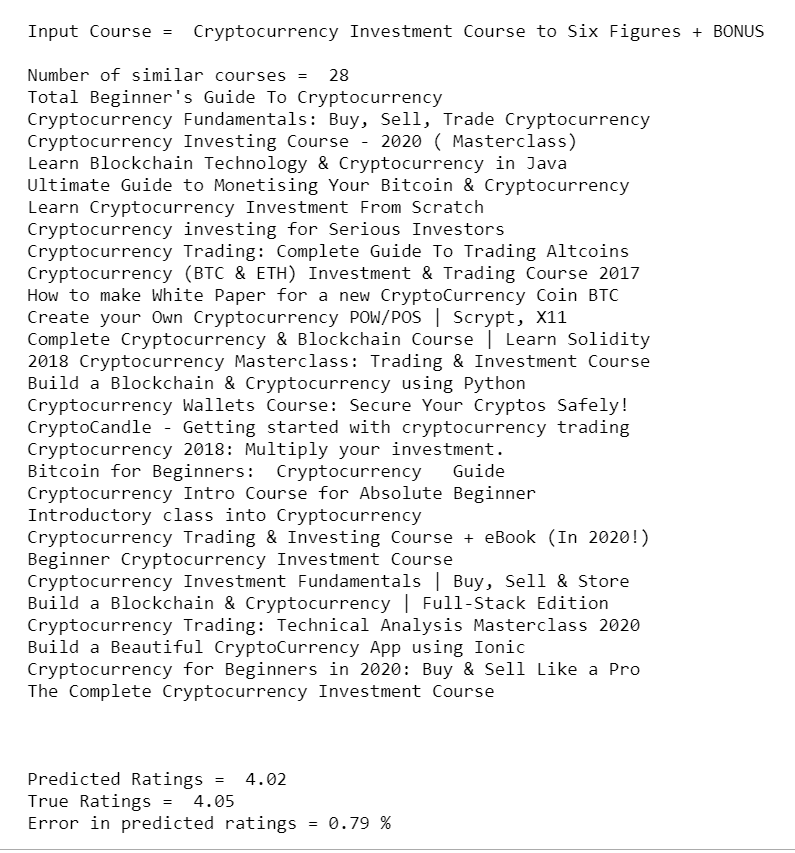 Input Course =  Cryptocurrency Investment Course to Six Figures + BONUS
Number of similar courses =  28
Total Beginner's Guide To Cryptocurrency
Cryptocurrency Fundamentals: Buy, Sell, Trade Cryptocurrency
Cryptocurrency Investing Course - 2020 ( Masterclass)
Learn Blockchain Technology & Cryptocurrency in Java
Ultimate Guide to Monetising Your Bitcoin & Cryptocurrency
Learn Cryptocurrency Investment From Scratch
Cryptocurrency investing for Serious Investors
Cryptocurrency Trading: Complete Guide To Trading Altcoins
Cryptocurrency (BTC & ETH) Investment & Trading Course 2017
How to make White Paper for a new CryptoCurrency Coin BTC
Create your Own Cryptocurrency POW/POS | Scrypt, X11
Complete Cryptocurrency & Blockchain Course | Learn Solidity
2018 Cryptocurrency Masterclass: Trading & Investment Course
Build a Blockchain & Cryptocurrency using Python
Cryptocurrency Wallets Course: Secure Your Cryptos Safely!
CryptoCandle - Getting started with cryptocurrency trading
Cryptocurrency 2018: Multiply your investment.
Bitcoin for Beginners:  Cryptocurrency   Guide
Cryptocurrency Intro Course for Absolute Beginner
Introductory class into Cryptocurrency
Cryptocurrency Trading & Investing Course + eBook (In 2020!)
Beginner Cryptocurrency Investment Course
Cryptocurrency Investment Fundamentals | Buy, Sell & Store
Build a Blockchain & Cryptocurrency | Full-Stack Edition
Cryptocurrency Trading: Technical Analysis Masterclass 2020
Build a Beautiful CryptoCurrency App using Ionic
Cryptocurrency for Beginners in 2020: Buy & Sell Like a Pro
The Complete Cryptocurrency Investment Course
Predicted Ratings =  4.02
True Ratings =  4.05
Error in predicted ratings = 0.79 %